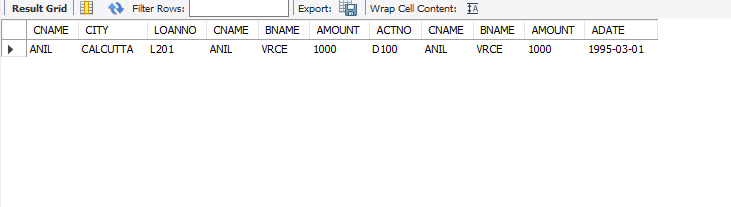 Result Grid Filter Rows: Export: Wrap Cell Content:
CNAME CITY LOANNO CNAME BNAME AMOUNT ACTNO CNAME BNAME AMOUNT ADATE
ANIL CALCUTTA L201 ANIL VRCE 1000 D100 ANIL VRCE 1000 1995-03-01